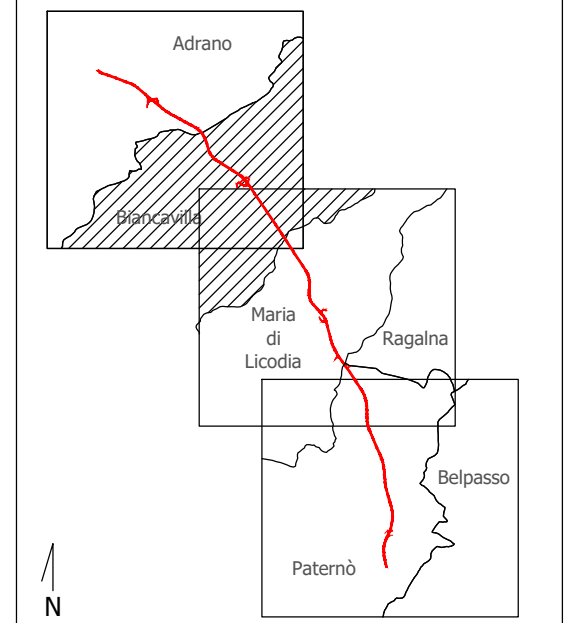 Adrano
Biancavilla
Maria
di
Licodia
Ragalna
Belpasso
Paternò
N